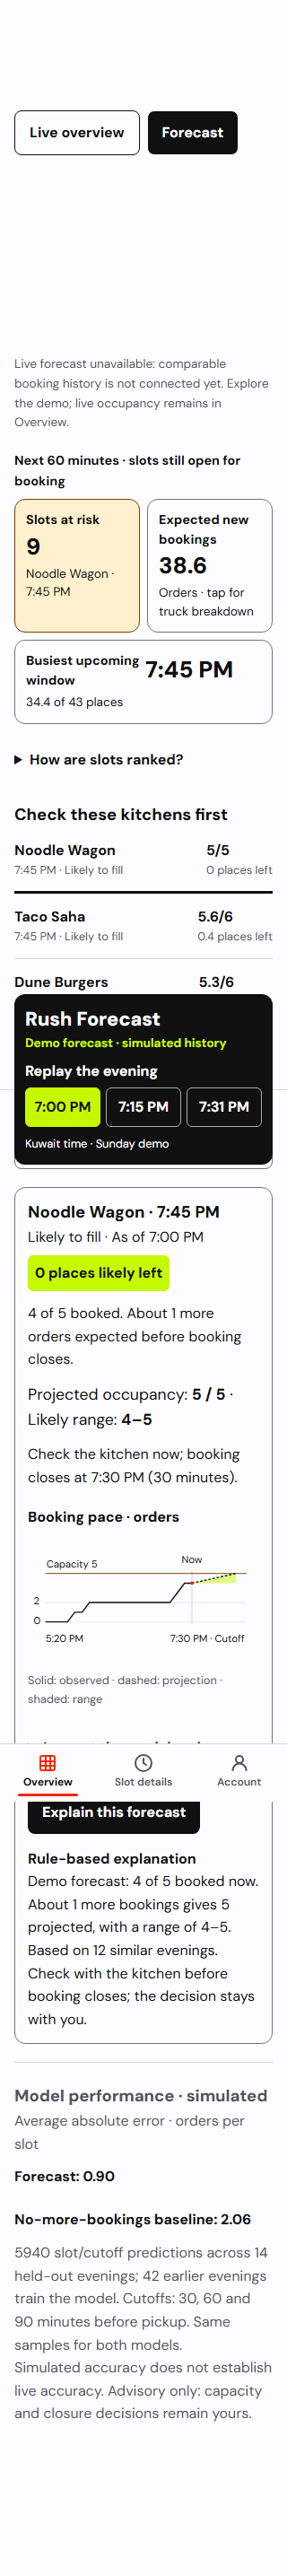 Live overview
Forecast
Live forecast unavailable: comparable
booking history is not connected yet. Explore
the demo; live occupancy remains in
Overview.
Next 60 minutes · slots still open for
booking
Slots at risk
9
Noodle Wagon ·
7:45 PM
Expected new
bookings
38.6
Orders · tap for
truck breakdown
Busiest upcoming
window
7:45 PM
34.4 of 43 places
▶ How are slots ranked?
Check these kitchens first
Noodle Wagon 5/5
7:45 PM · Likely to fill 0 places left
Taco Saha 5.6/6
7:45 PM · Likely to fill 0.4 places left
Dune Burgers 5.3/6
Rush Forecast
Demo forecast · simulated history
Replay the evening
7:00 PM 7:15 PM 7:31 PM
Kuwait time · Sunday demo
Noodle Wagon · 7:45 PM
Likely to fill · As of 7:00 PM
0 places likely left
4 of 5 booked. About 1 more
orders expected before booking
closes.
Projected occupancy: 5 / 5 ·
Likely range: 4–5
Check the kitchen now; booking
closes at 7:30 PM (30 minutes).
Booking pace · orders
Now
Capacity 5
2
0
5:20 PM 7:30 PM · Cutoff
Solid: observed · dashed: projection ·
shaded: range
Overview Slot details Account
Explain this forecast
Rule-based explanation
Demo forecast: 4 of 5 booked now.
About 1 more bookings gives 5
projected, with a range of 4–5.
Based on 12 similar evenings.
Check with the kitchen before
booking closes; the decision stays
with you.
Model performance · simulated
Average absolute error · orders per
slot
Forecast: 0.90
No-more-bookings baseline: 2.06
5940 slot/cutoff predictions across 14
held-out evenings; 42 earlier evenings
train the model. Cutoffs: 30, 60 and
90 minutes before pickup. Same
samples for both models.
Simulated accuracy does not establish
live accuracy. Advisory only: capacity
and closure decisions remain yours.